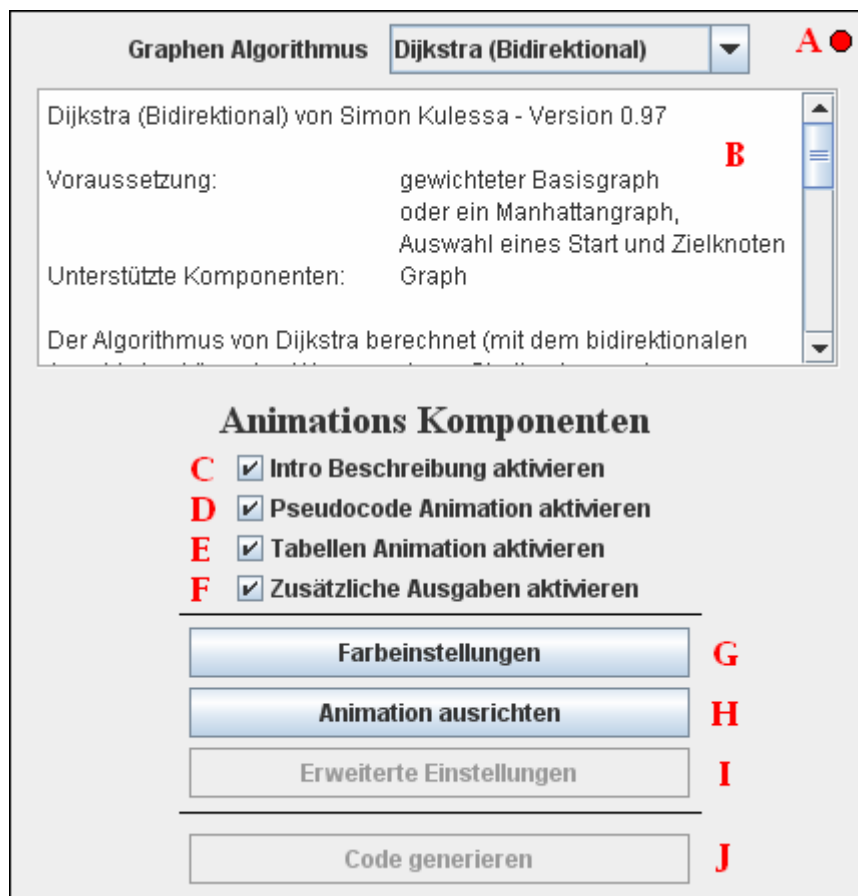 Graphen Algorithmus Dijkstra (Bidirektional) A
Dijkstra (Bidirektional) von Simon Kulessa - Version 0.97
B
Voraussetzung: gewichteter Basisgraph
oder ein Manhattangraph,
Auswahl eines Start und Zielknoten
Unterstützte Komponenten: Graph
Der Algorithmus von Dijkstra berechnet (mit dem bidirektionalen
Animations Komponenten
C Intro Beschreibung aktivieren
D Pseudocode Animation aktivieren
E Tabellen Animation aktivieren
F Zusätzliche Ausgaben aktivieren
Farbeinstellungen G
Animation ausrichten H
Erweiterte Einstellungen I
Code generieren J